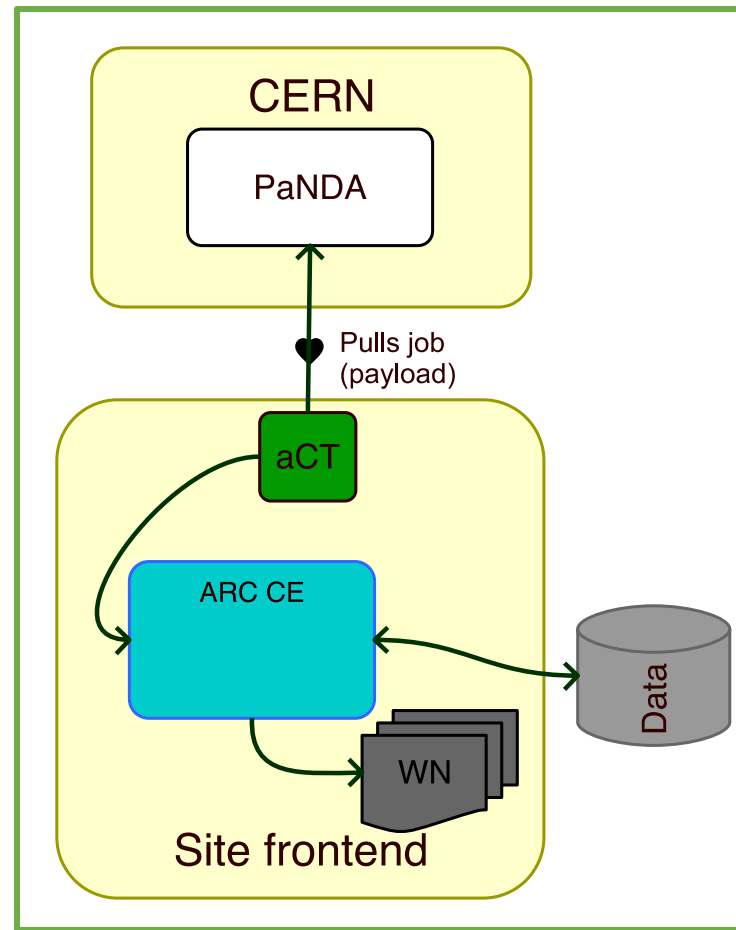 CERN
PaNDA
Pulls job
(payload)
aCT
ARC CE
Data
WN
Site frontend